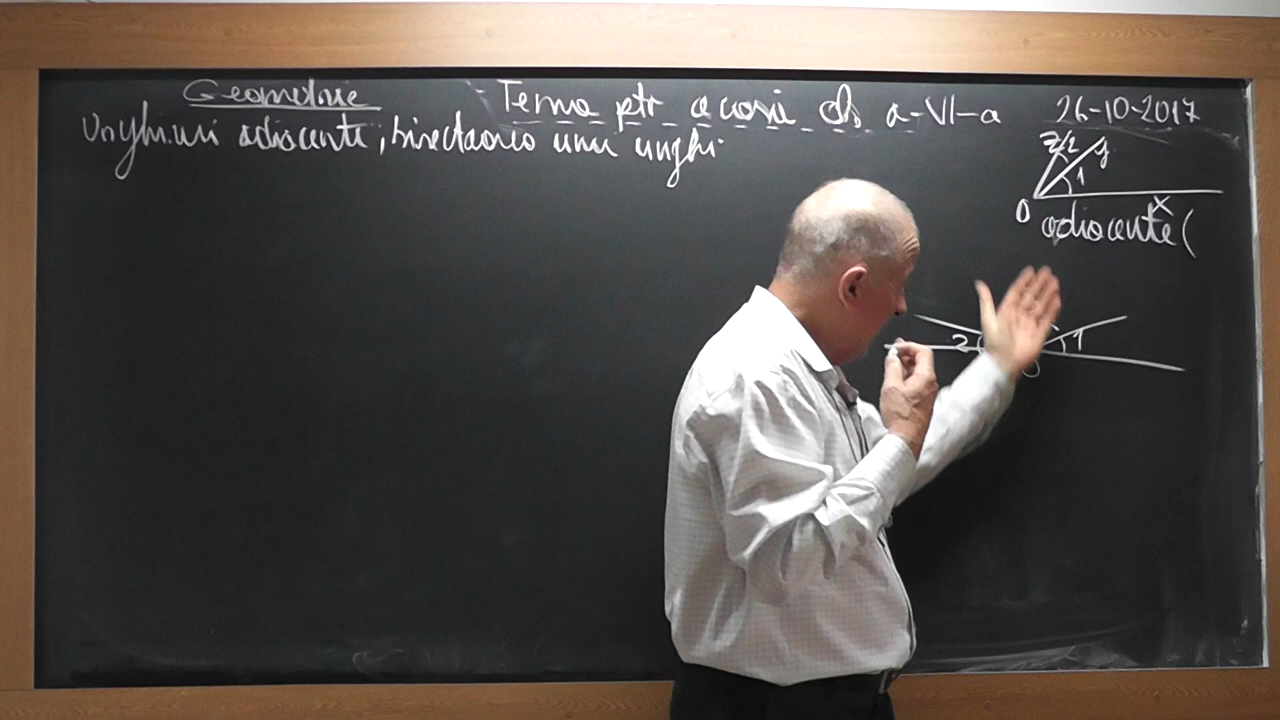 Geometrie
Tema ptr acasă cls a-VI-a
26-10-2017
Unghiuri adiacente, bisectoarea unui unghi
z 2 y
1
O x
adiacente (
2 1